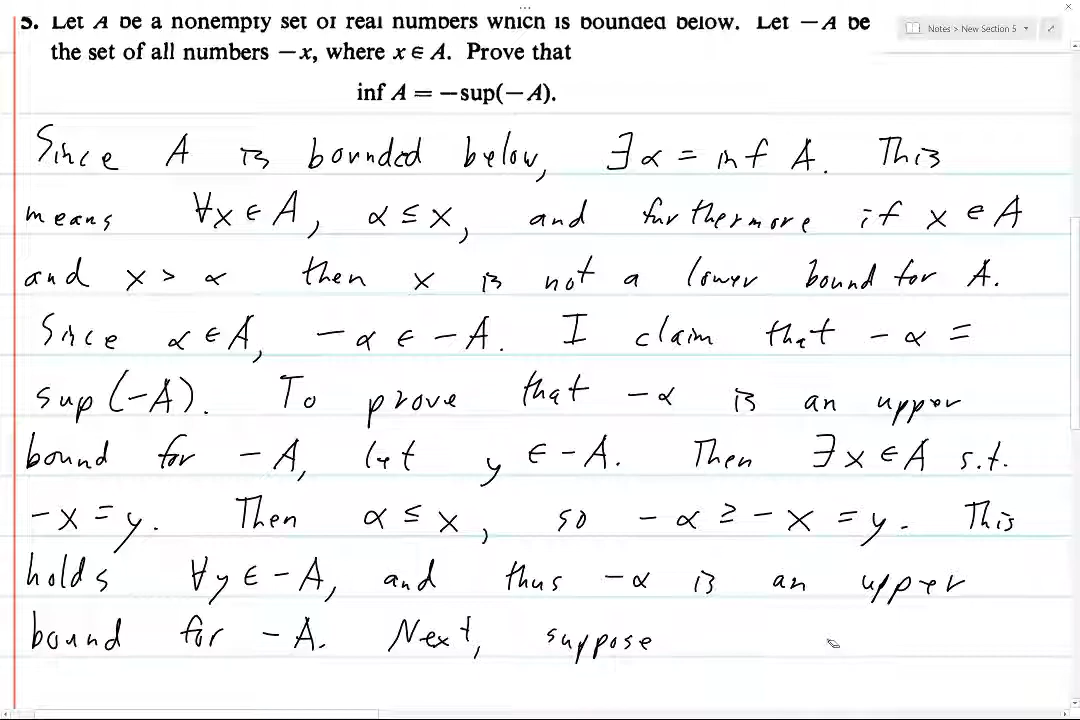 5. Let A be a nonempty set of real numbers which is bounded below. Let −A be
the set of all numbers −x, where x ∈ A. Prove that
inf A = −sup(−A).
Notes > New Section 5
Since A is bounded below, ∃α = inf A. This
means ∀x ∈ A, α ≤ x, and furthermore if x ∈ A
and x > α then x is not a lower bound for A.
Since α ∈ A, −α ∈ −A. I claim that −α =
sup(−A). To prove that −α is an upper
bound for −A, let y ∈ −A. Then ∃x ∈ A s.t.
−x = y. Then α ≤ x, so −α ≥ −x = y. This
holds ∀y ∈ −A, and thus −α is an upper
bound for −A. Next, suppose